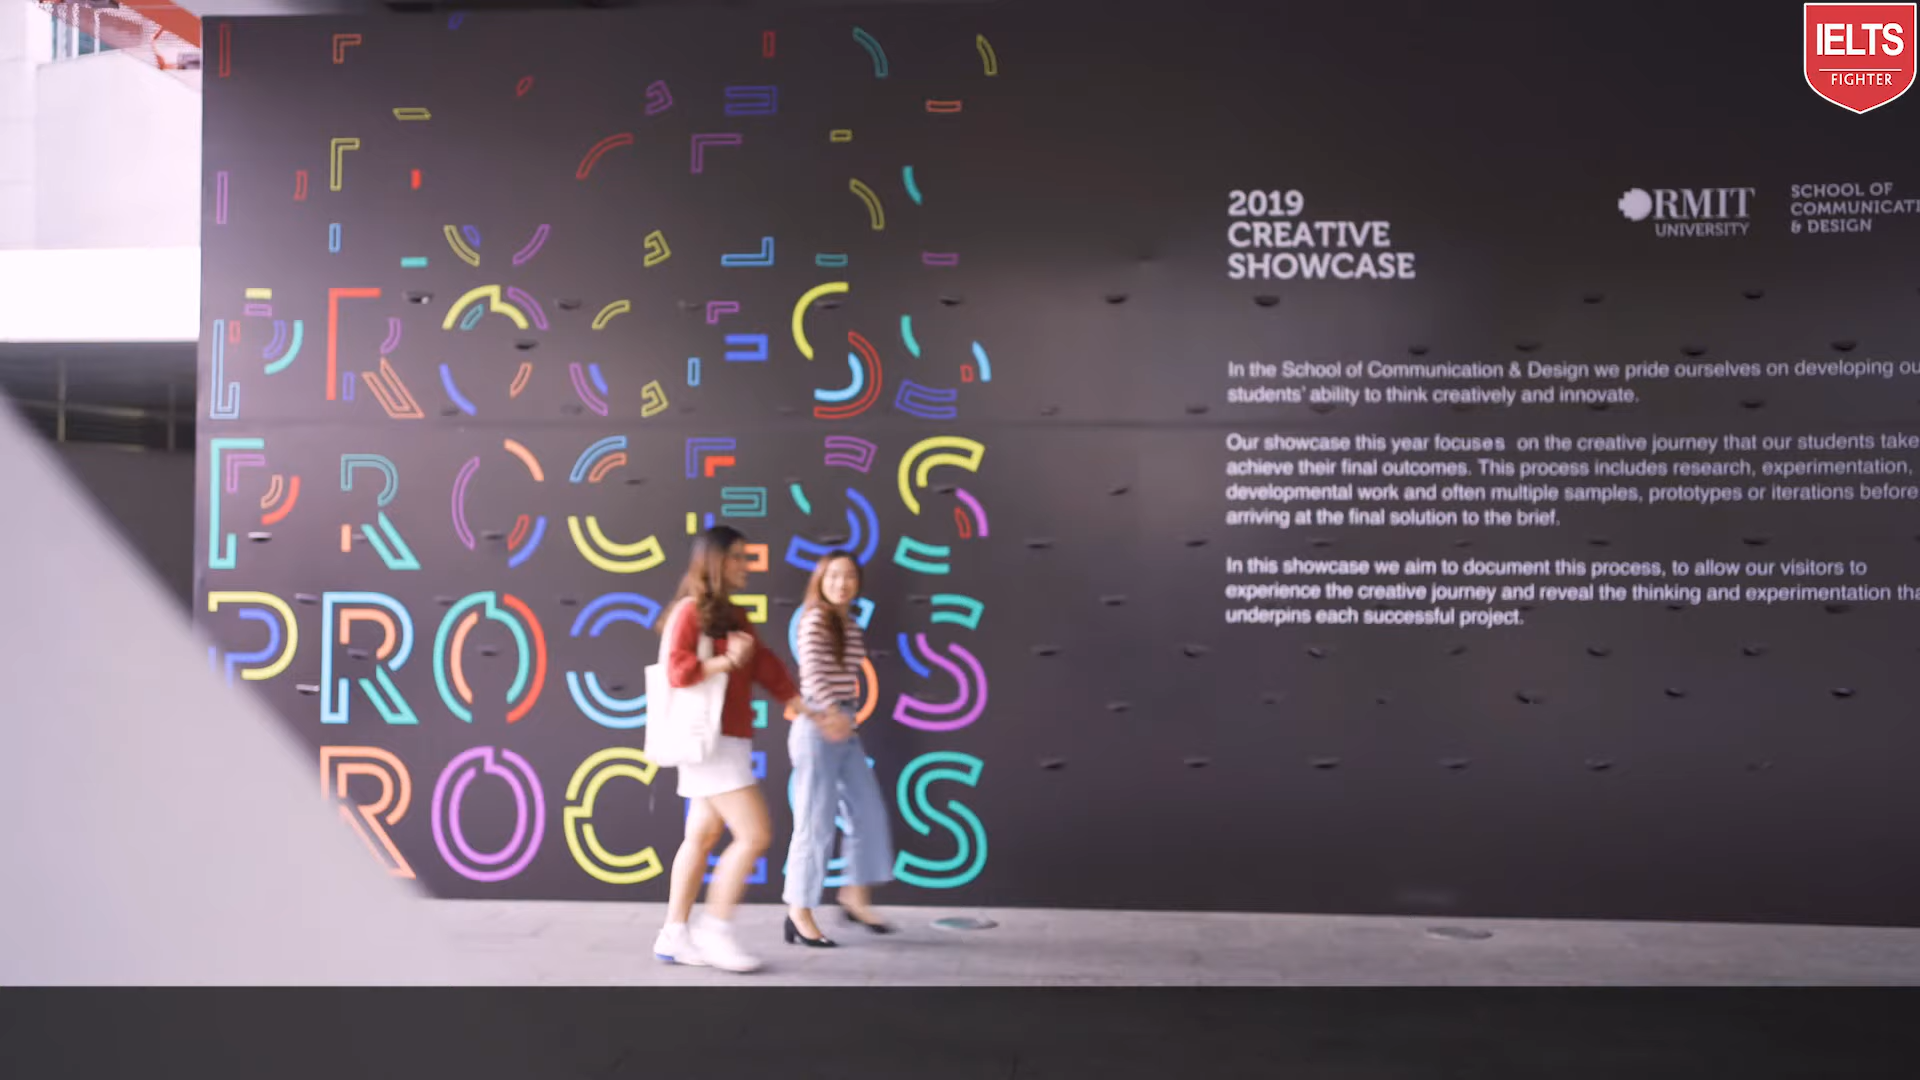 IELTS
FIGHTER
2019
CREATIVE
SHOWCASE
RMIT
UNIVERSITY
SCHOOL OF
& DESIGN
In the School of Communication & Design we pride ourselves on developing
students' ability to think creatively and innovate.
Our showcase this year focuses on the creative journey that our students take
achieve their final outcomes. This process includes research, experimentation,
developmental work and often multiple samples, prototypes or iterations before
arriving at the final solution to the brief.
In this showcase we aim to document this process, to allow our visitors to
experience the creative journey and reveal the thinking and experimentation
underpins each successful project.
PROCESS
PROCESS
PROCESS
ROCESS